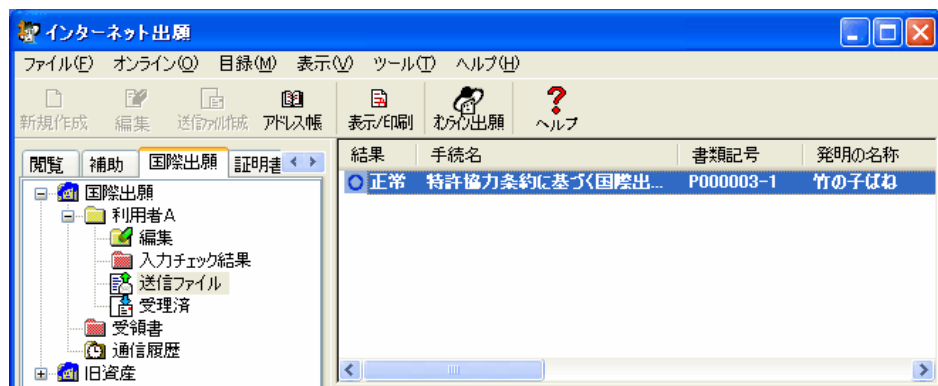 インターネット出願
ファイル(F) オンライン(O) 目録(M) 表示(V) ツール(T) ヘルプ(H)
新規作成 編集 送信ファイル作成 アドレス帳 表示/印刷 オンライン出願 ヘルプ
閲覧 補助 国際出願 証明書
結果 手続名 書類記号 発明の名称
正常 特許協力条約に基づく国際出... P000003-1 竹の子ばね
国際出願
利用者A
編集
入力チェック結果
送信ファイル
受理済
受領書
通信履歴
旧資産